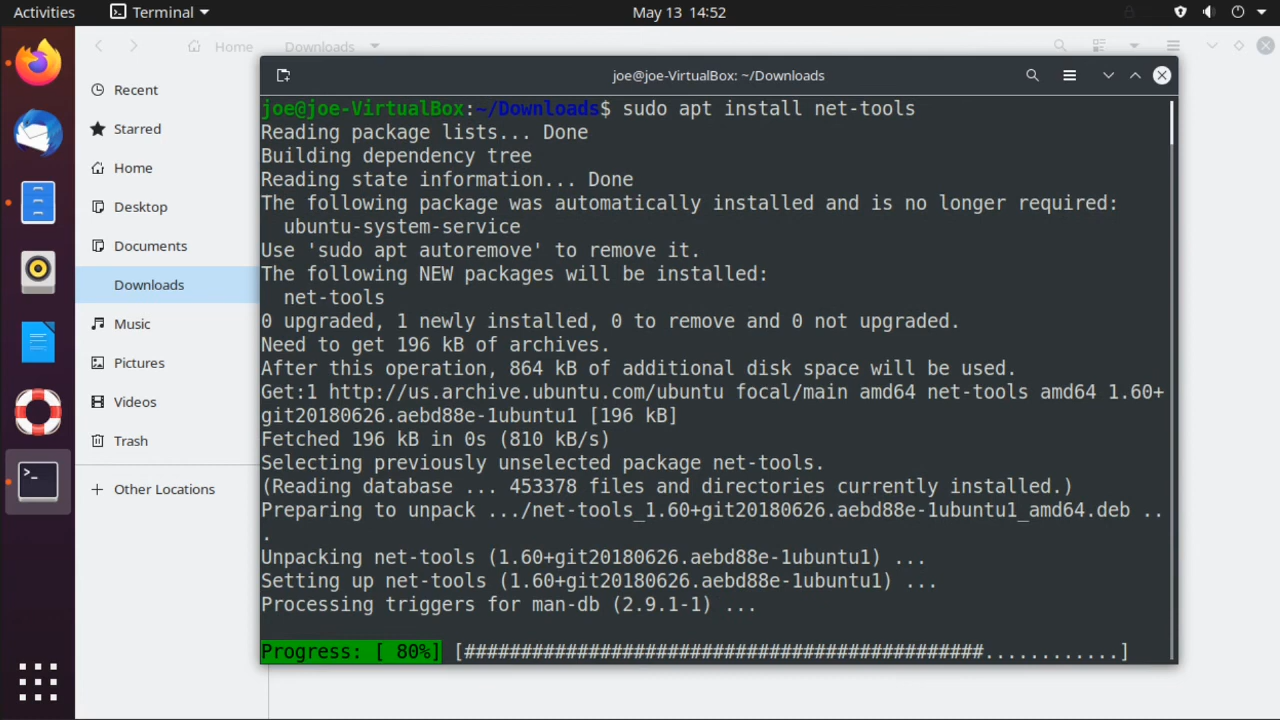 Activities
Terminal
May 13 14:52
Home
Downloads
Recent
Starred
Home
Desktop
Documents
Downloads
Music
Pictures
Videos
Trash
Other Locations
joe@joe-VirtualBox: ~/Downloads
joe@joe-VirtualBox:~/Downloads$ sudo apt install net-tools
Reading package lists... Done
Building dependency tree
Reading state information... Done
The following package was automatically installed and is no longer required:
  ubuntu-system-service
Use 'sudo apt autoremove' to remove it.
The following NEW packages will be installed:
  net-tools
0 upgraded, 1 newly installed, 0 to remove and 0 not upgraded.
Need to get 196 kB of archives.
After this operation, 864 kB of additional disk space will be used.
Get:1 http://us.archive.ubuntu.com/ubuntu focal/main amd64 net-tools amd64 1.60+
git20180626.aebd88e-1ubuntu1 [196 kB]
Fetched 196 kB in 0s (810 kB/s)
Selecting previously unselected package net-tools.
(Reading database ... 453378 files and directories currently installed.)
Preparing to unpack .../net-tools_1.60+git20180626.aebd88e-1ubuntu1_amd64.deb ..
.
Unpacking net-tools (1.60+git20180626.aebd88e-1ubuntu1) ...
Setting up net-tools (1.60+git20180626.aebd88e-1ubuntu1) ...
Processing triggers for man-db (2.9.1-1) ...
Progress: [ 80%] [##############################################............]